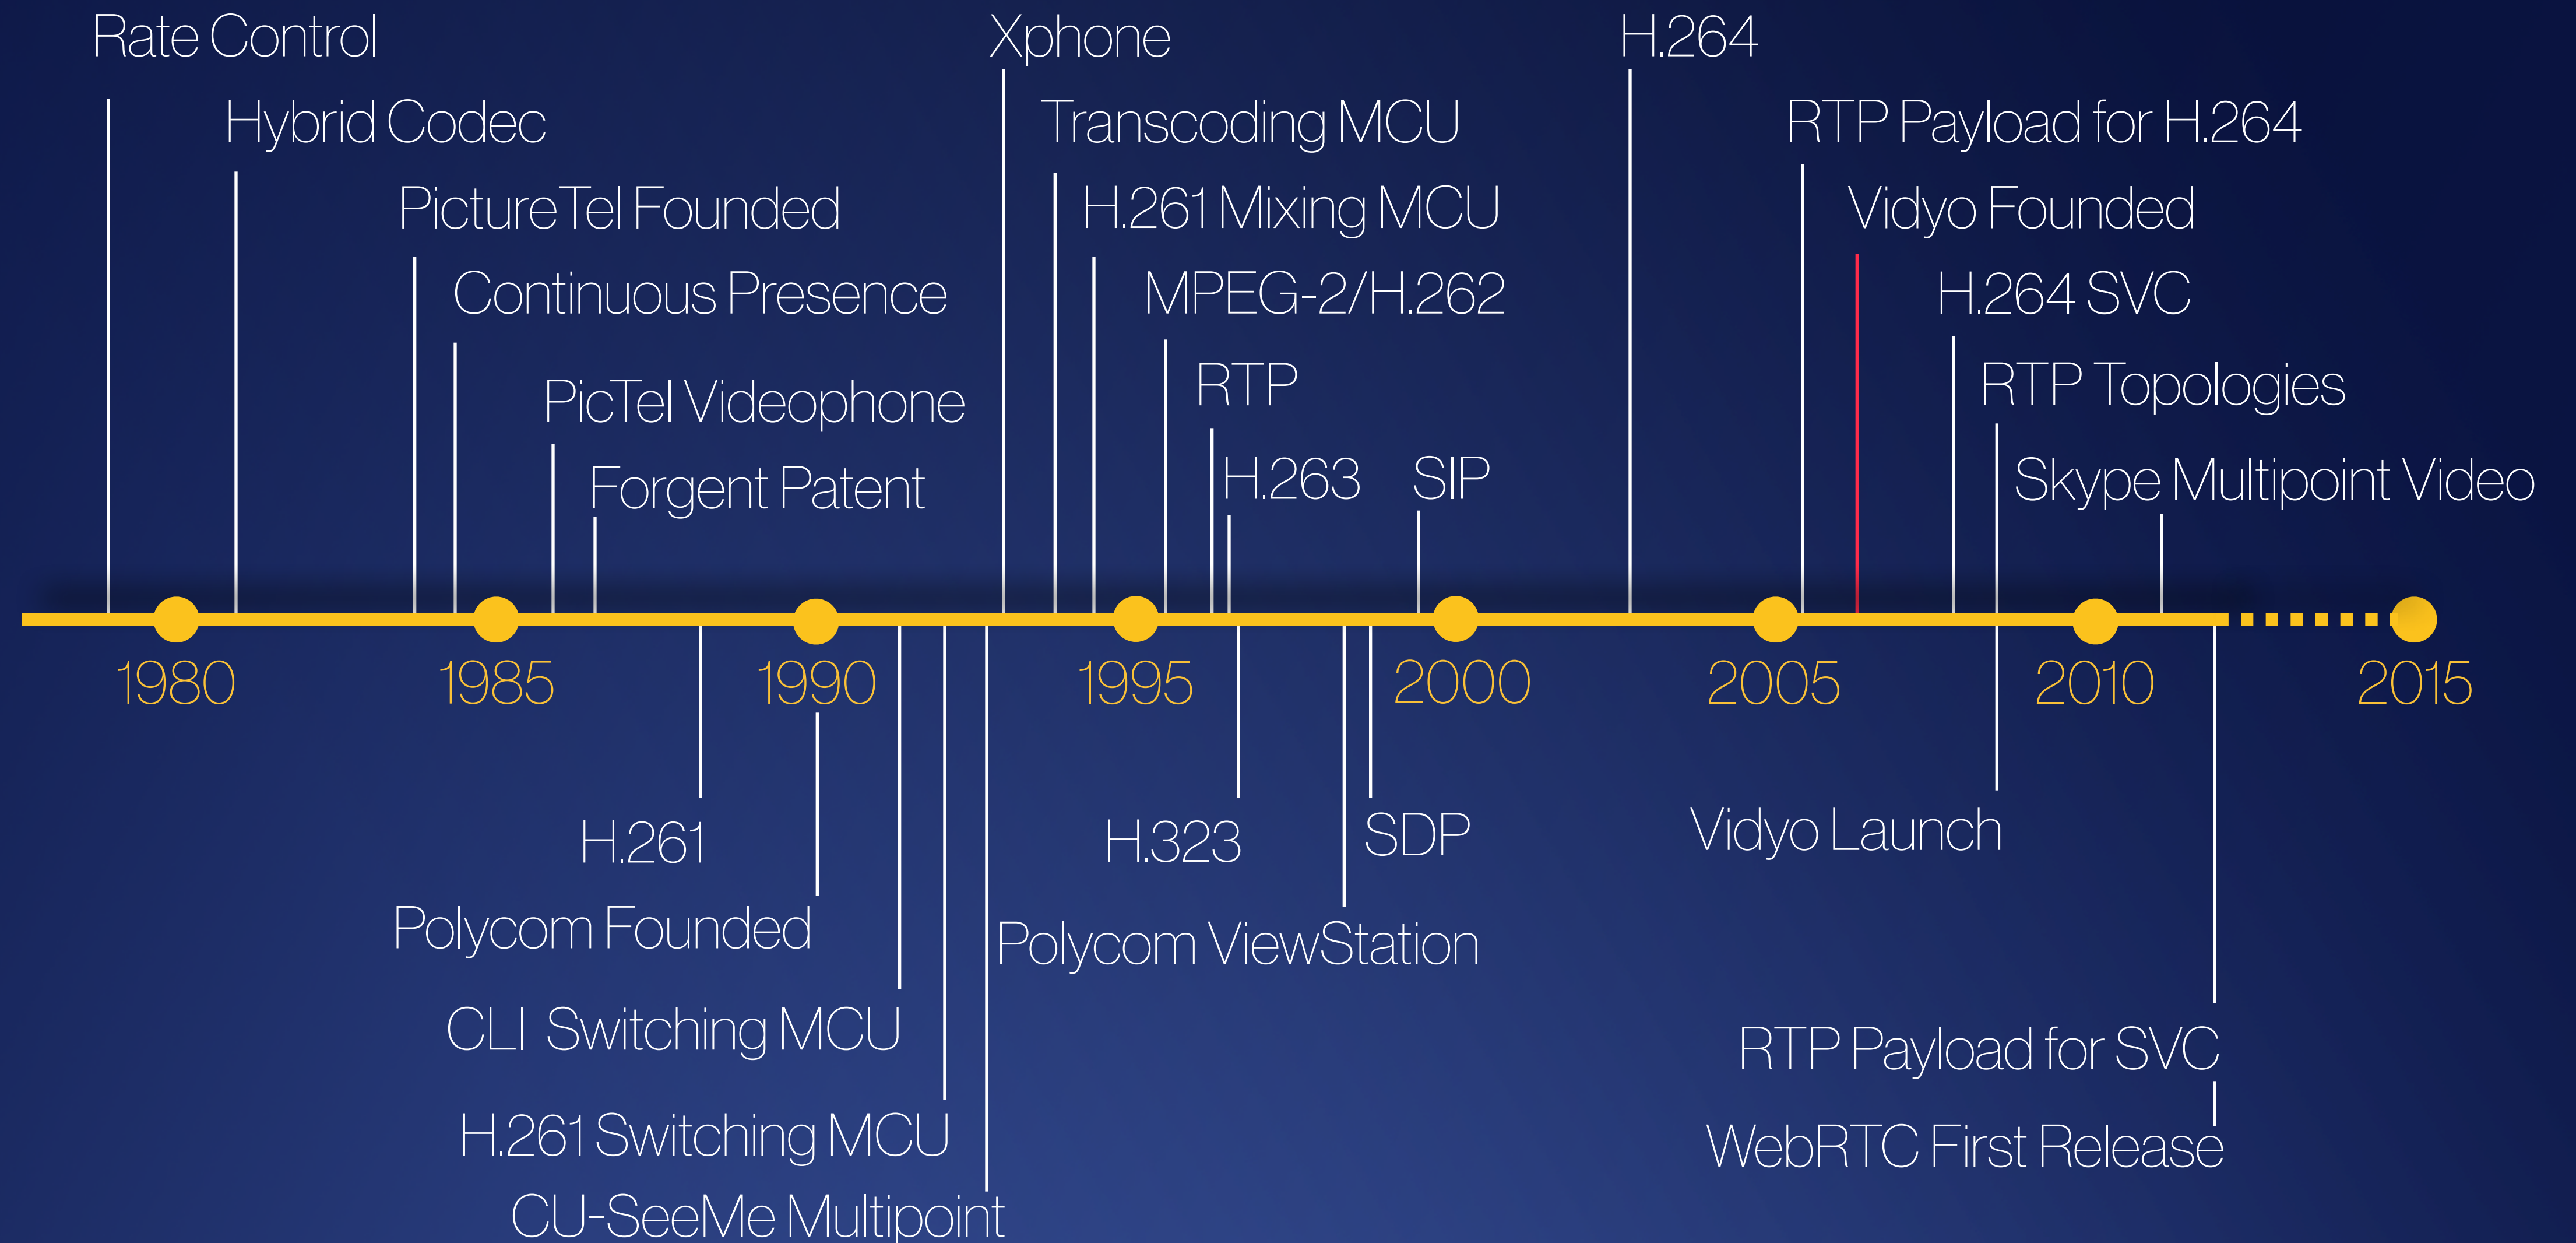 Rate Control
Xphone
H.264
Hybrid Codec
Transcoding MCU
RTP Payload for H.264
PictureTel Founded
H.261 Mixing MCU
Vidyo Founded
Continuous Presence
MPEG-2/H.262
H.264 SVC
PicTel Videophone
RTP
RTP Topologies
Forgent Patent
H.263
SIP
Skype Multipoint Video
1980
1985
1990
1995
2000
2005
2010
2015
H.261
H.323
SDP
Vidyo Launch
Polycom Founded
Polycom ViewStation
CLI Switching MCU
RTP Payload for SVC
H.261 Switching MCU
WebRTC First Release
CU-SeeMe Multipoint